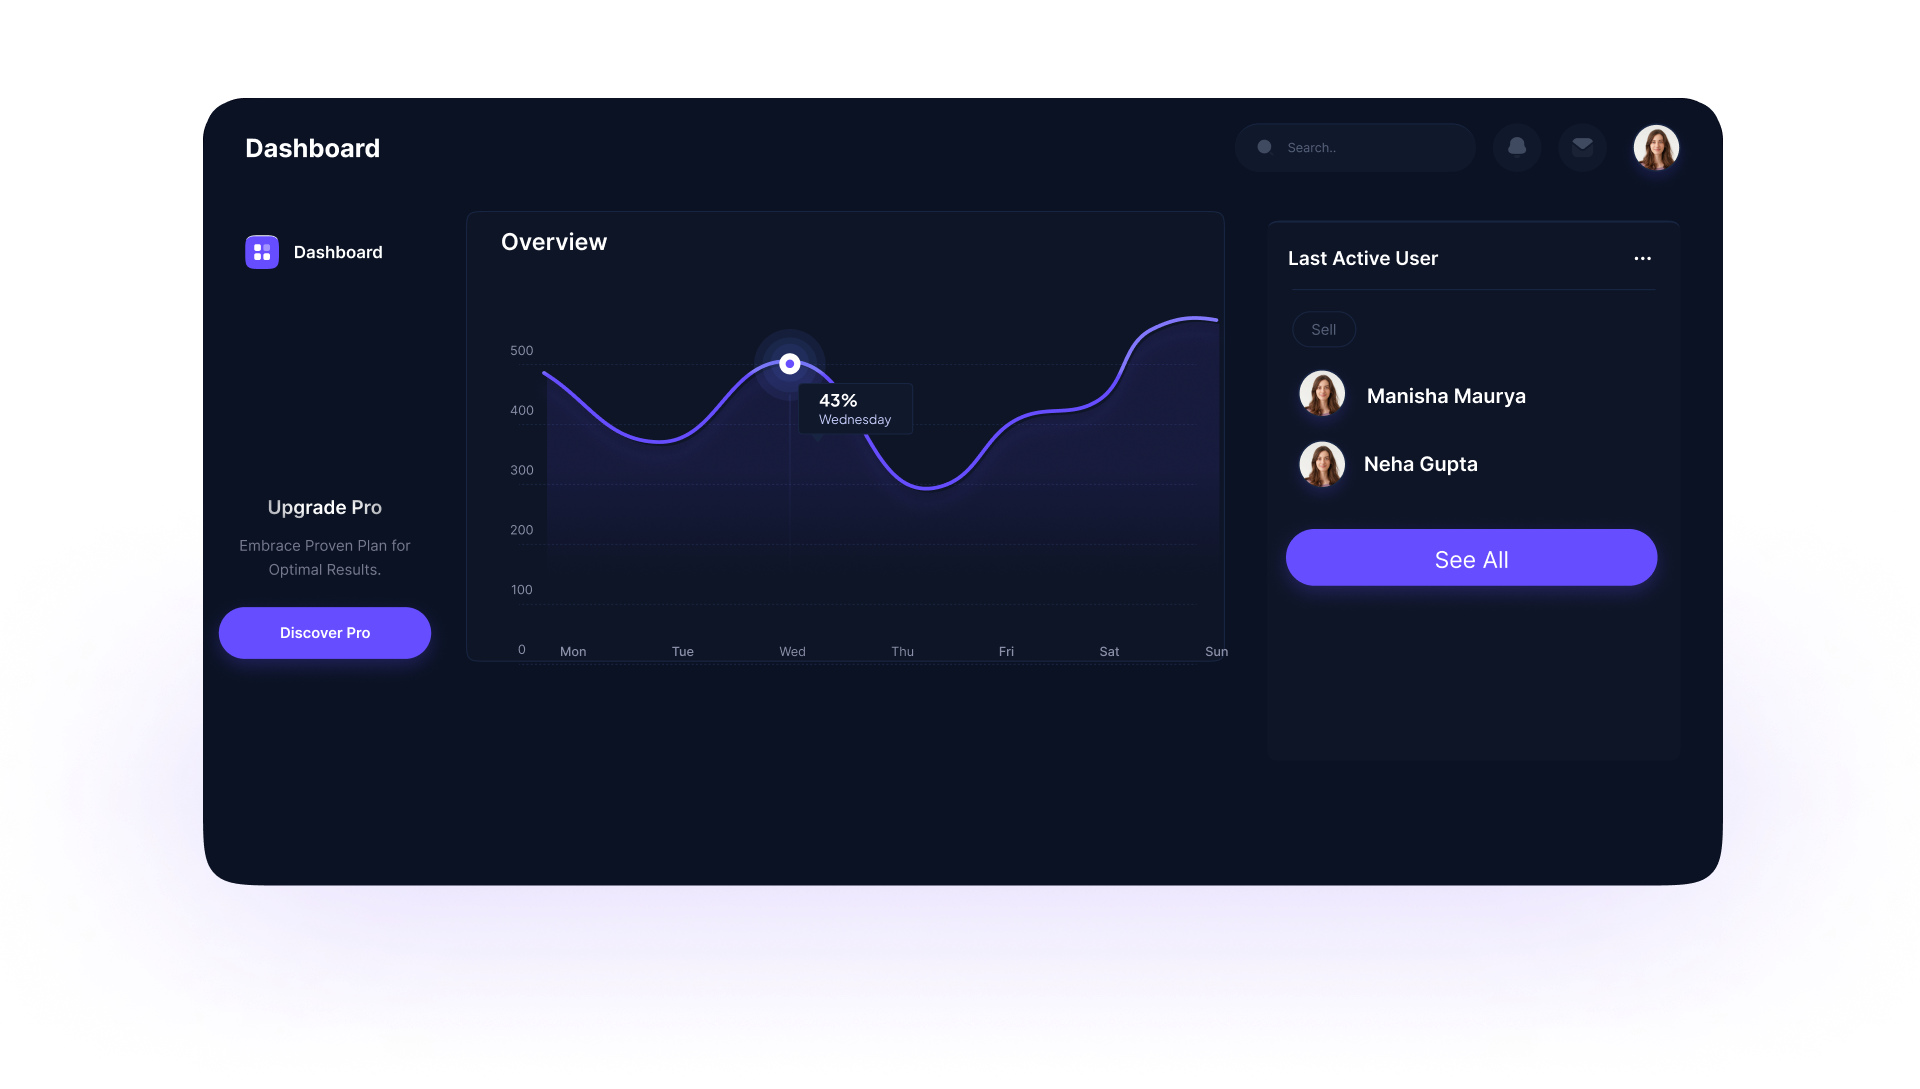 Dashboard
Search..
Dashboard
Upgrade Pro
Embrace Proven Plan for
Optimal Results.
Discover Pro
Overview
500
400
300
200
100
0
43%
Wednesday
Mon Tue Wed Thu Fri Sat Sun
Last Active User
Sell
Manisha Maurya
Neha Gupta
See All